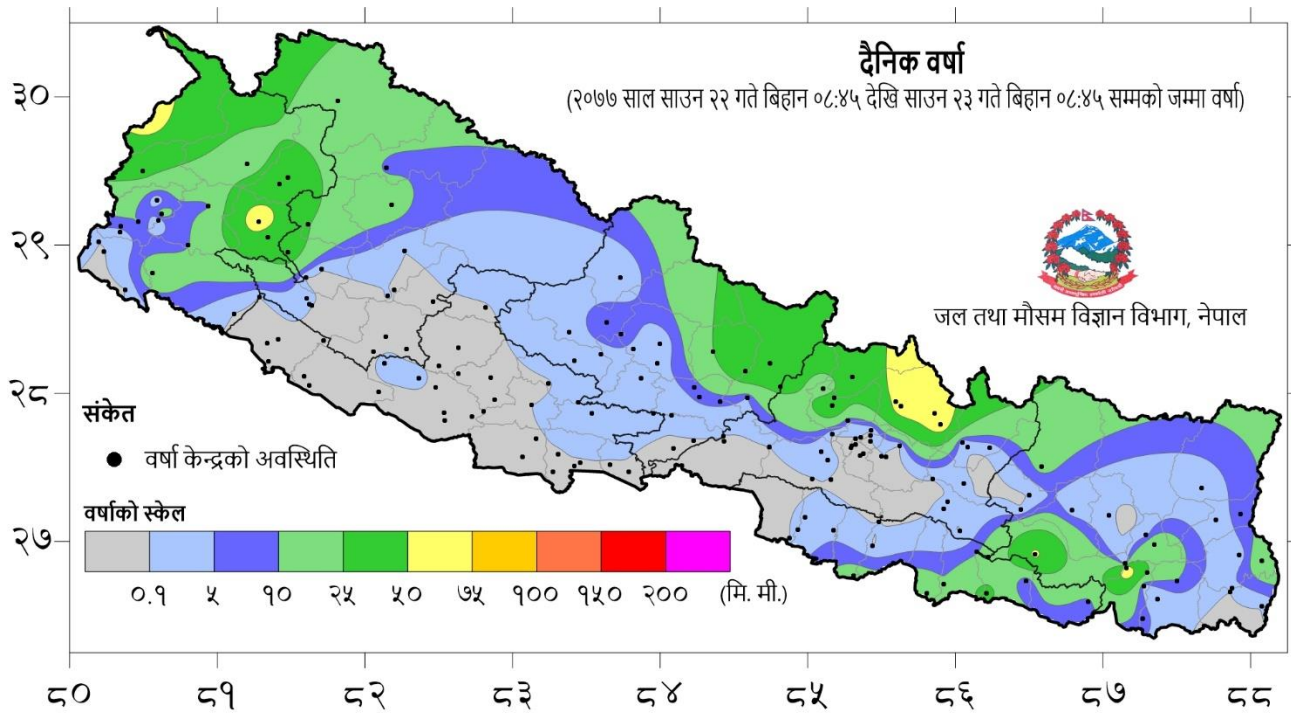 दैनिक वर्षा
(२०७७ साल साउन २२ गते बिहान ०८:४५ देखि साउन २३ गते बिहान ०८:४५ सम्मको जम्मा वर्षा)
३०
२९
जल तथा मौसम विज्ञान विभाग, नेपाल
२८
संकेत
वर्षा केन्द्रको अवस्थिति
वर्षाको स्केल
२७
०.१ ५ १० २५ ५० ७५ १०० १५० २०० (मि. मी.)
८० ८१ ८२ ८३ ८४ ८५ ८६ ८७ ८८